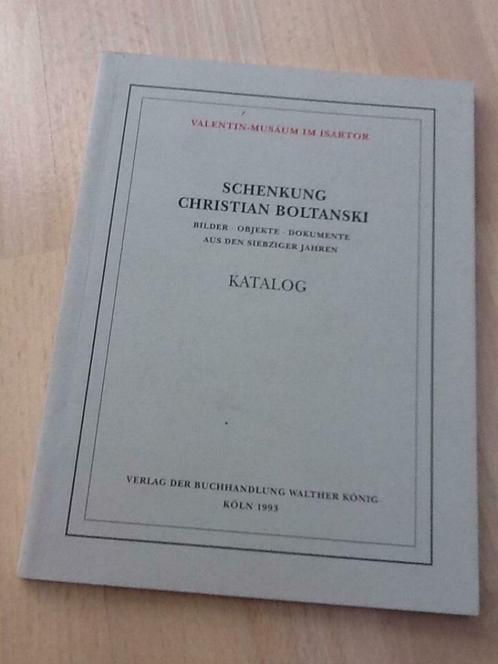 VALENTIN-MUSÄUM IM ISARTOR
SCHENKUNG
CHRISTIAN BOLTANSKI
BILDER · OBJEKTE · DOKUMENTE
AUS DEN SIEBZIGER JAHREN
KATALOG
VERLAG DER BUCHHANDLUNG WALTHER KÖNIG
KÖLN 1993